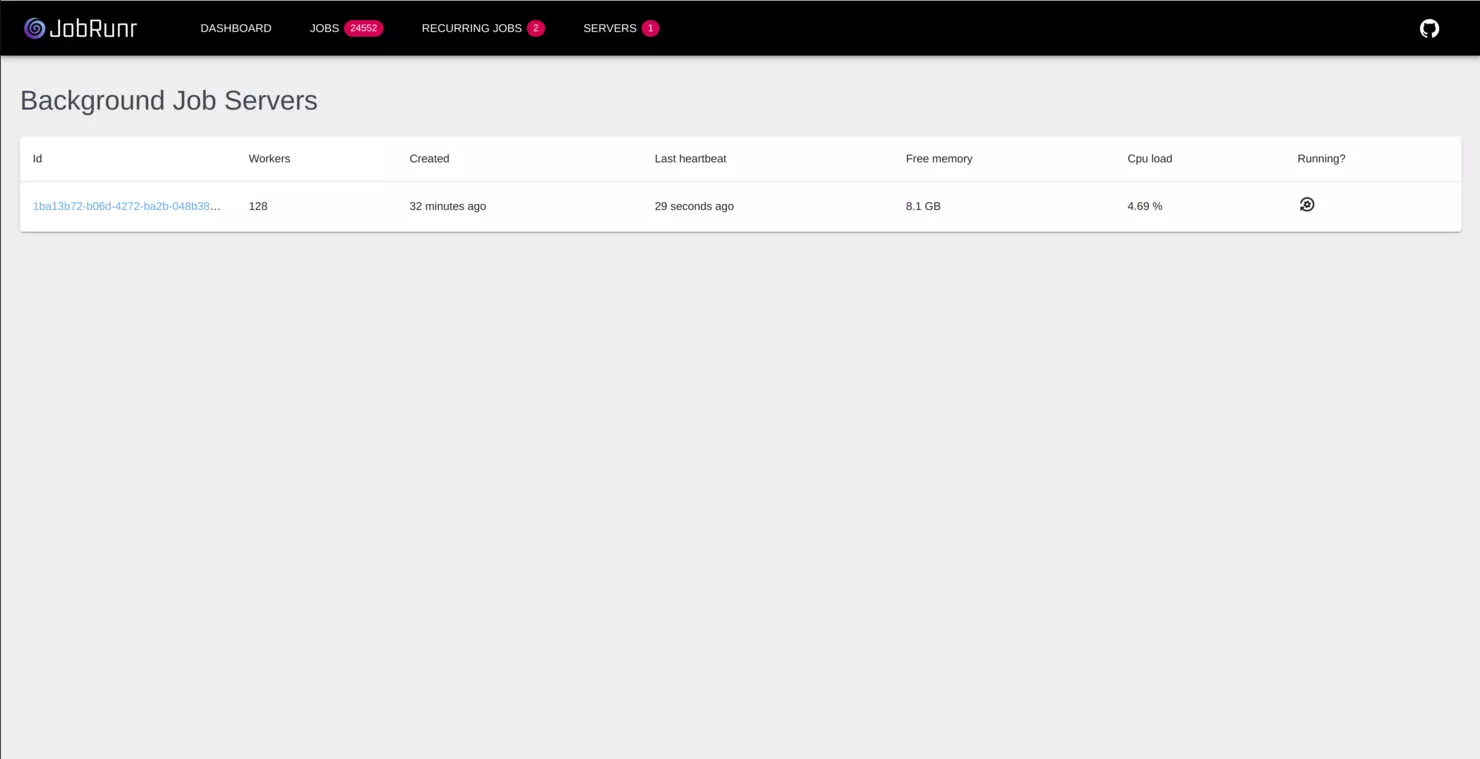 JobRunr DASHBOARD JOBS 24552 RECURRING JOBS 2 SERVERS 1
Background Job Servers
Id Workers Created Last heartbeat Free memory Cpu load Running?
1ba13b72-b06d-4272-ba2b-048b38... 128 32 minutes ago 29 seconds ago 8.1 GB 4.69 %